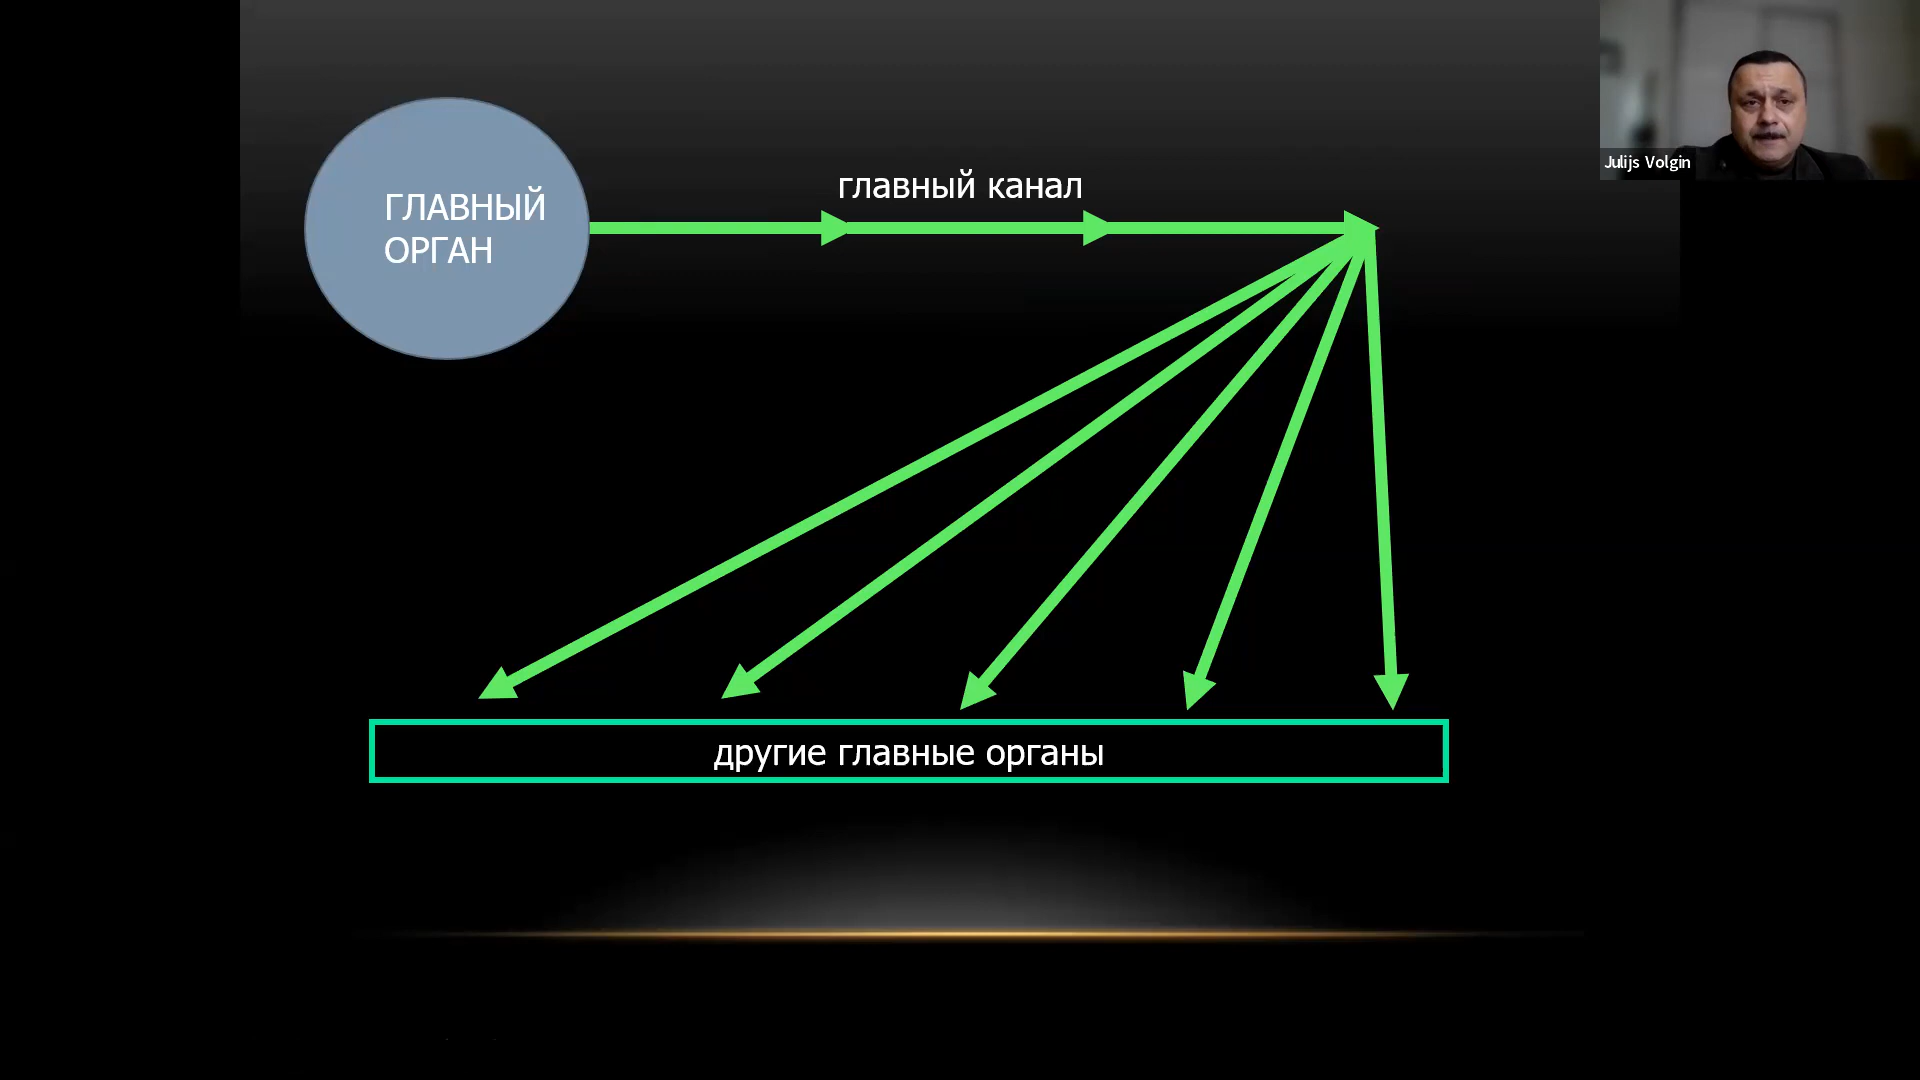 главный канал
ГЛАВНЫЙ
ОРГАН
Julijs Volgin
другие главные органы